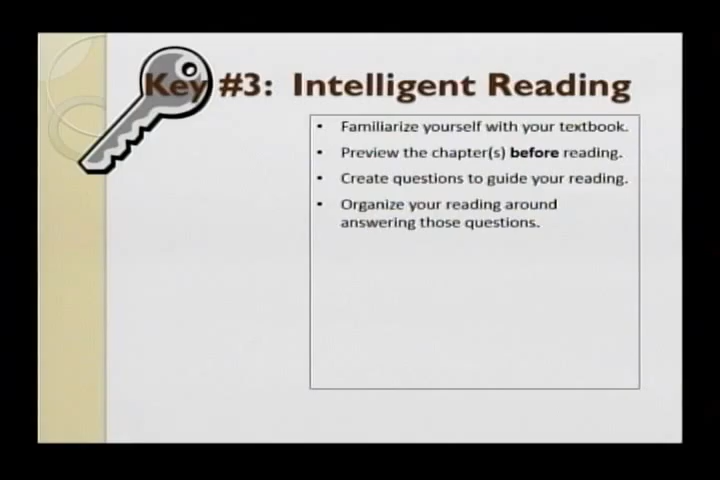 Key #3: Intelligent Reading
• Familiarize yourself with your textbook.
• Preview the chapter(s) before reading.
• Create questions to guide your reading.
• Organize your reading around
answering those questions.